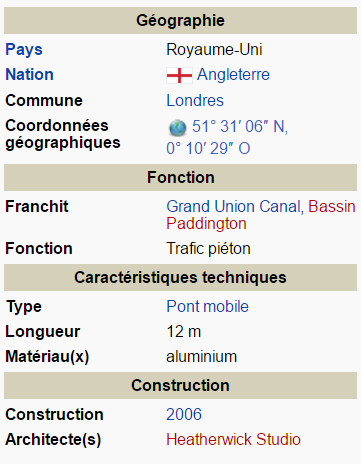 Géographie
Pays Royaume-Uni
Nation Angleterre
Commune Londres
Coordonnées géographiques 51° 31′ 06″ N,
0° 10′ 29″ O
Fonction
Franchit Grand Union Canal, Bassin
Paddington
Fonction Trafic piéton
Caractéristiques techniques
Type Pont mobile
Longueur 12 m
Matériau(x) aluminium
Construction
Construction 2006
Architecte(s) Heatherwick Studio